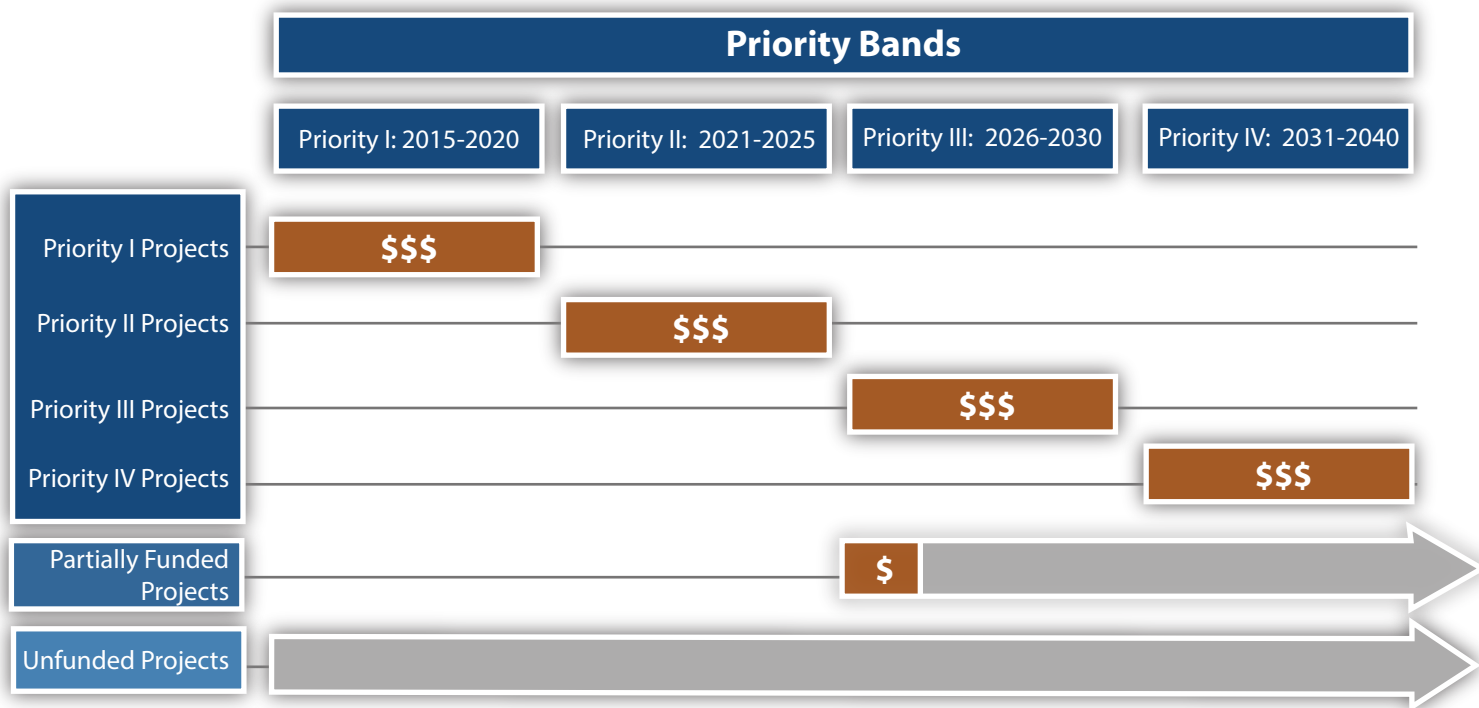 Priority Bands
Priority I: 2015-2020
Priority II: 2021-2025
Priority III: 2026-2030
Priority IV: 2031-2040
Priority I Projects
$$$
Priority II Projects
$$$
Priority III Projects
$$$
Priority IV Projects
$$$
Partially Funded
Projects
$
Unfunded Projects